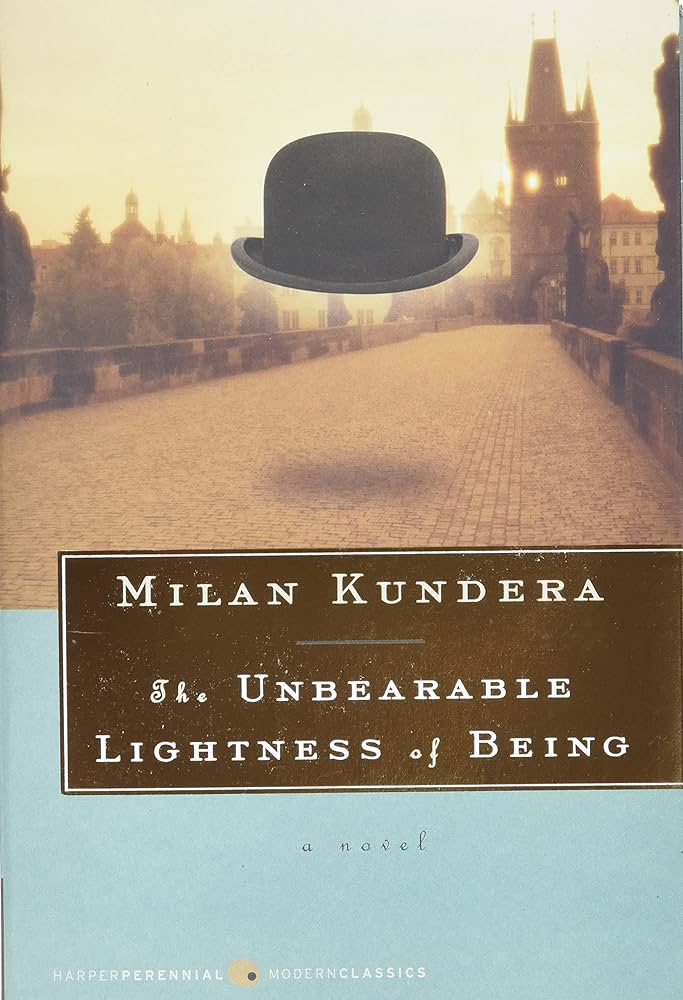 MILAN KUNDERA
The UNBEARABLE
LIGHTNESS of BEING
a novel
HARPERPERENNIAL MODERNCLASSICS